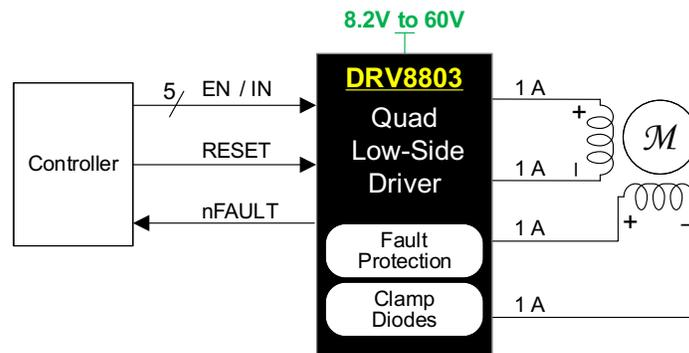 8.2V to 60V
DRV8803
Quad
Low-Side
Driver
Fault
Protection
Clamp
Diodes
Controller
5
EN / IN
RESET
nFAULT
1 A
1 A
1 A
1 A
+
–
M
+
–